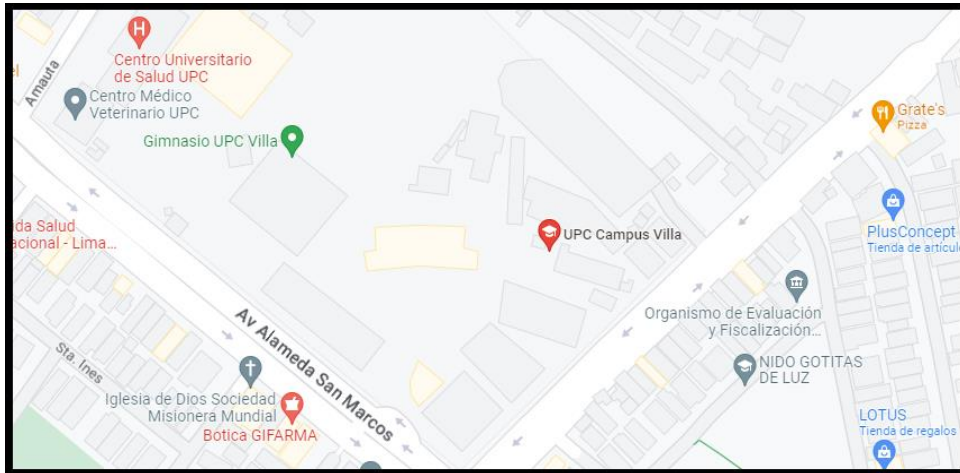 Centro Universitario
de Salud UPC
Amauta
Centro Médico
Veterinario UPC
Gimnasio UPC Villa
Grate's
Pizza
da Salud
acional - Lima...
UPC Campus Villa
PlusConcept
Tienda de artícul
Organismo de Evaluación
y Fiscalización...
Av Alameda San Marcos
NIDO GOTITAS
DE LUZ
Sta. Ines
Iglesia de Dios Sociedad
Misionera Mundial
Botica GIFARMA
LOTUS
Tienda de regalos